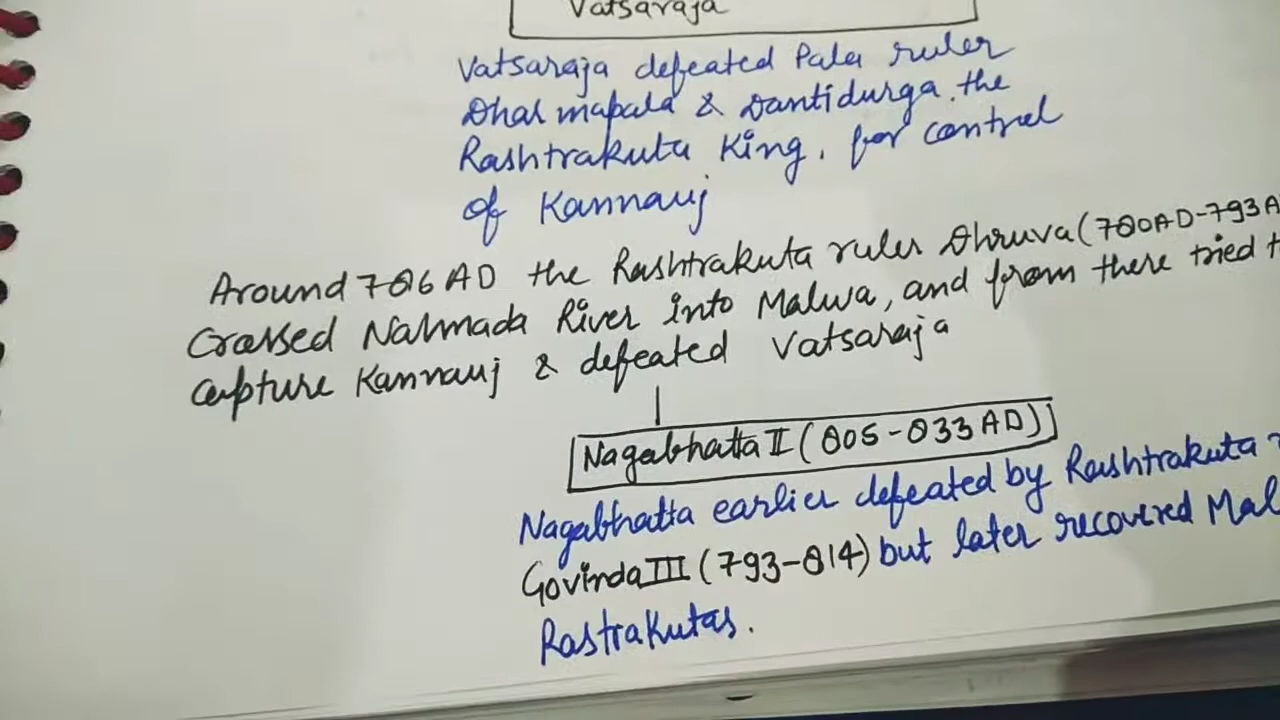 Vatsaraja
Vatsaraja defeated Pala ruler
Dharmapala & Dantidurga, the
Rashtrakuta King, for control
of Kannauj
Around 786 AD the Rashtrakuta ruler Dhruva (780AD-793A
Crossed Narmada River into Malwa, and from there tried t
capture Kannauj & defeated Vatsaraja
Nagabhatta II (805-833 AD)
Nagabhatta earlier defeated by Rashtrakuta
Govinda III (793-814) but later recovered Mal
Rastrakutas.